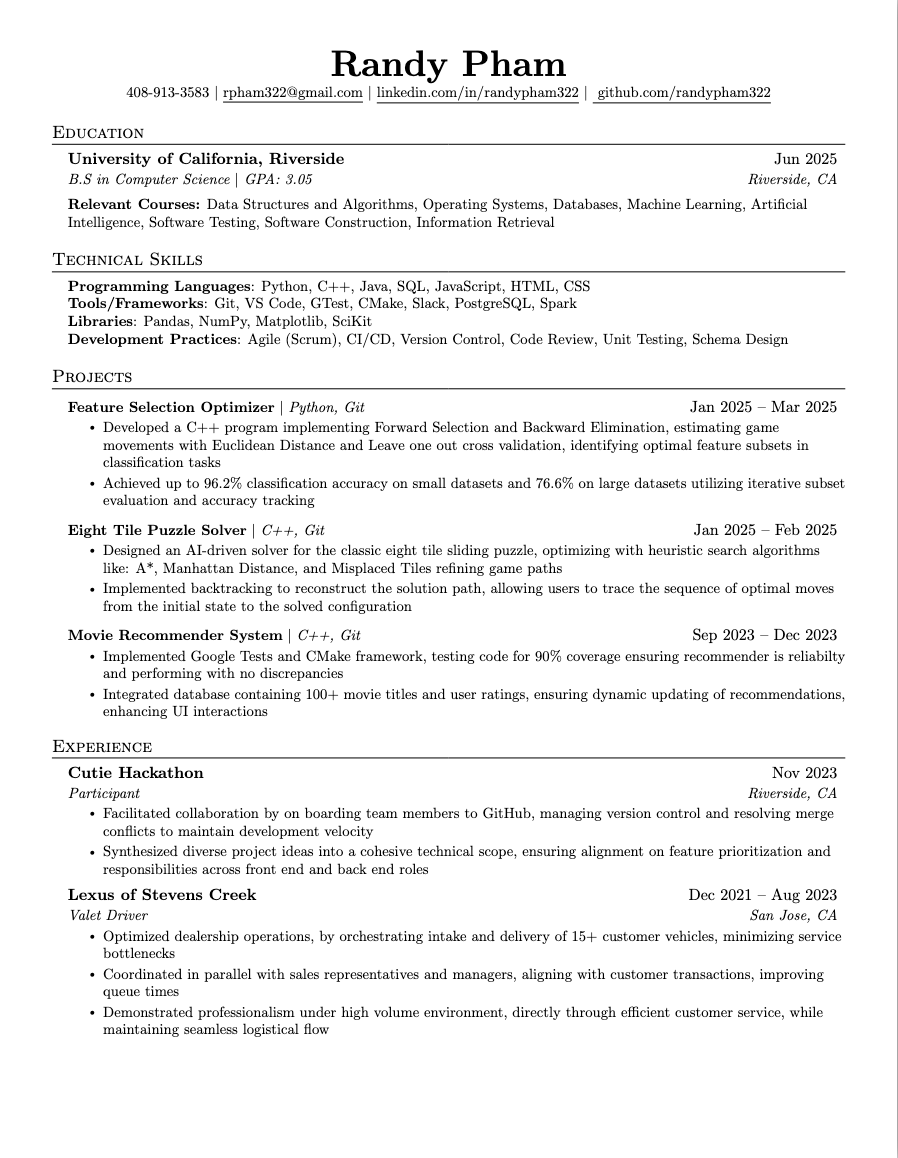 Randy Pham
408-913-3583 | rpham322@gmail.com | linkedin.com/in/randypham322 | github.com/randypham322
Education
University of California, Riverside Jun 2025
B.S in Computer Science | GPA: 3.05 Riverside, CA
Relevant Courses: Data Structures and Algorithms, Operating Systems, Databases, Machine Learning, Artificial
Intelligence, Software Testing, Software Construction, Information Retrieval
Technical Skills
Programming Languages: Python, C++, Java, SQL, JavaScript, HTML, CSS
Tools/Frameworks: Git, VS Code, GTest, CMake, Slack, PostgreSQL, Spark
Libraries: Pandas, NumPy, Matplotlib, SciKit
Development Practices: Agile (Scrum), CI/CD, Version Control, Code Review, Unit Testing, Schema Design
Projects
Feature Selection Optimizer | Python, Git Jan 2025 – Mar 2025
• Developed a C++ program implementing Forward Selection and Backward Elimination, estimating game
movements with Euclidean Distance and Leave one out cross validation, identifying optimal feature subsets in
classification tasks
• Achieved up to 96.2% classification accuracy on small datasets and 76.6% on large datasets utilizing iterative subset
evaluation and accuracy tracking
Eight Tile Puzzle Solver | C++, Git Jan 2025 – Feb 2025
• Designed an AI-driven solver for the classic eight tile sliding puzzle, optimizing with heuristic search algorithms
like: A*, Manhattan Distance, and Misplaced Tiles refining game paths
• Implemented backtracking to reconstruct the solution path, allowing users to trace the sequence of optimal moves
from the initial state to the solved configuration
Movie Recommender System | C++, Git Sep 2023 – Dec 2023
• Implemented Google Tests and CMake framework, testing code for 90% coverage ensuring recommender is reliabilty
and performing with no discrepancies
• Integrated database containing 100+ movie titles and user ratings, ensuring dynamic updating of recommendations,
enhancing UI interactions
Experience
Cutie Hackathon Nov 2023
Participant Riverside, CA
• Facilitated collaboration by on boarding team members to GitHub, managing version control and resolving merge
conflicts to maintain development velocity
• Synthesized diverse project ideas into a cohesive technical scope, ensuring alignment on feature prioritization and
responsibilities across front end and back end roles
Lexus of Stevens Creek Dec 2021 – Aug 2023
Valet Driver San Jose, CA
• Optimized dealership operations, by orchestrating intake and delivery of 15+ customer vehicles, minimizing service
bottlenecks
• Coordinated in parallel with sales representatives and managers, aligning with customer transactions, improving
queue times
• Demonstrated professionalism under high volume environment, directly through efficient customer service, while
maintaining seamless logistical flow